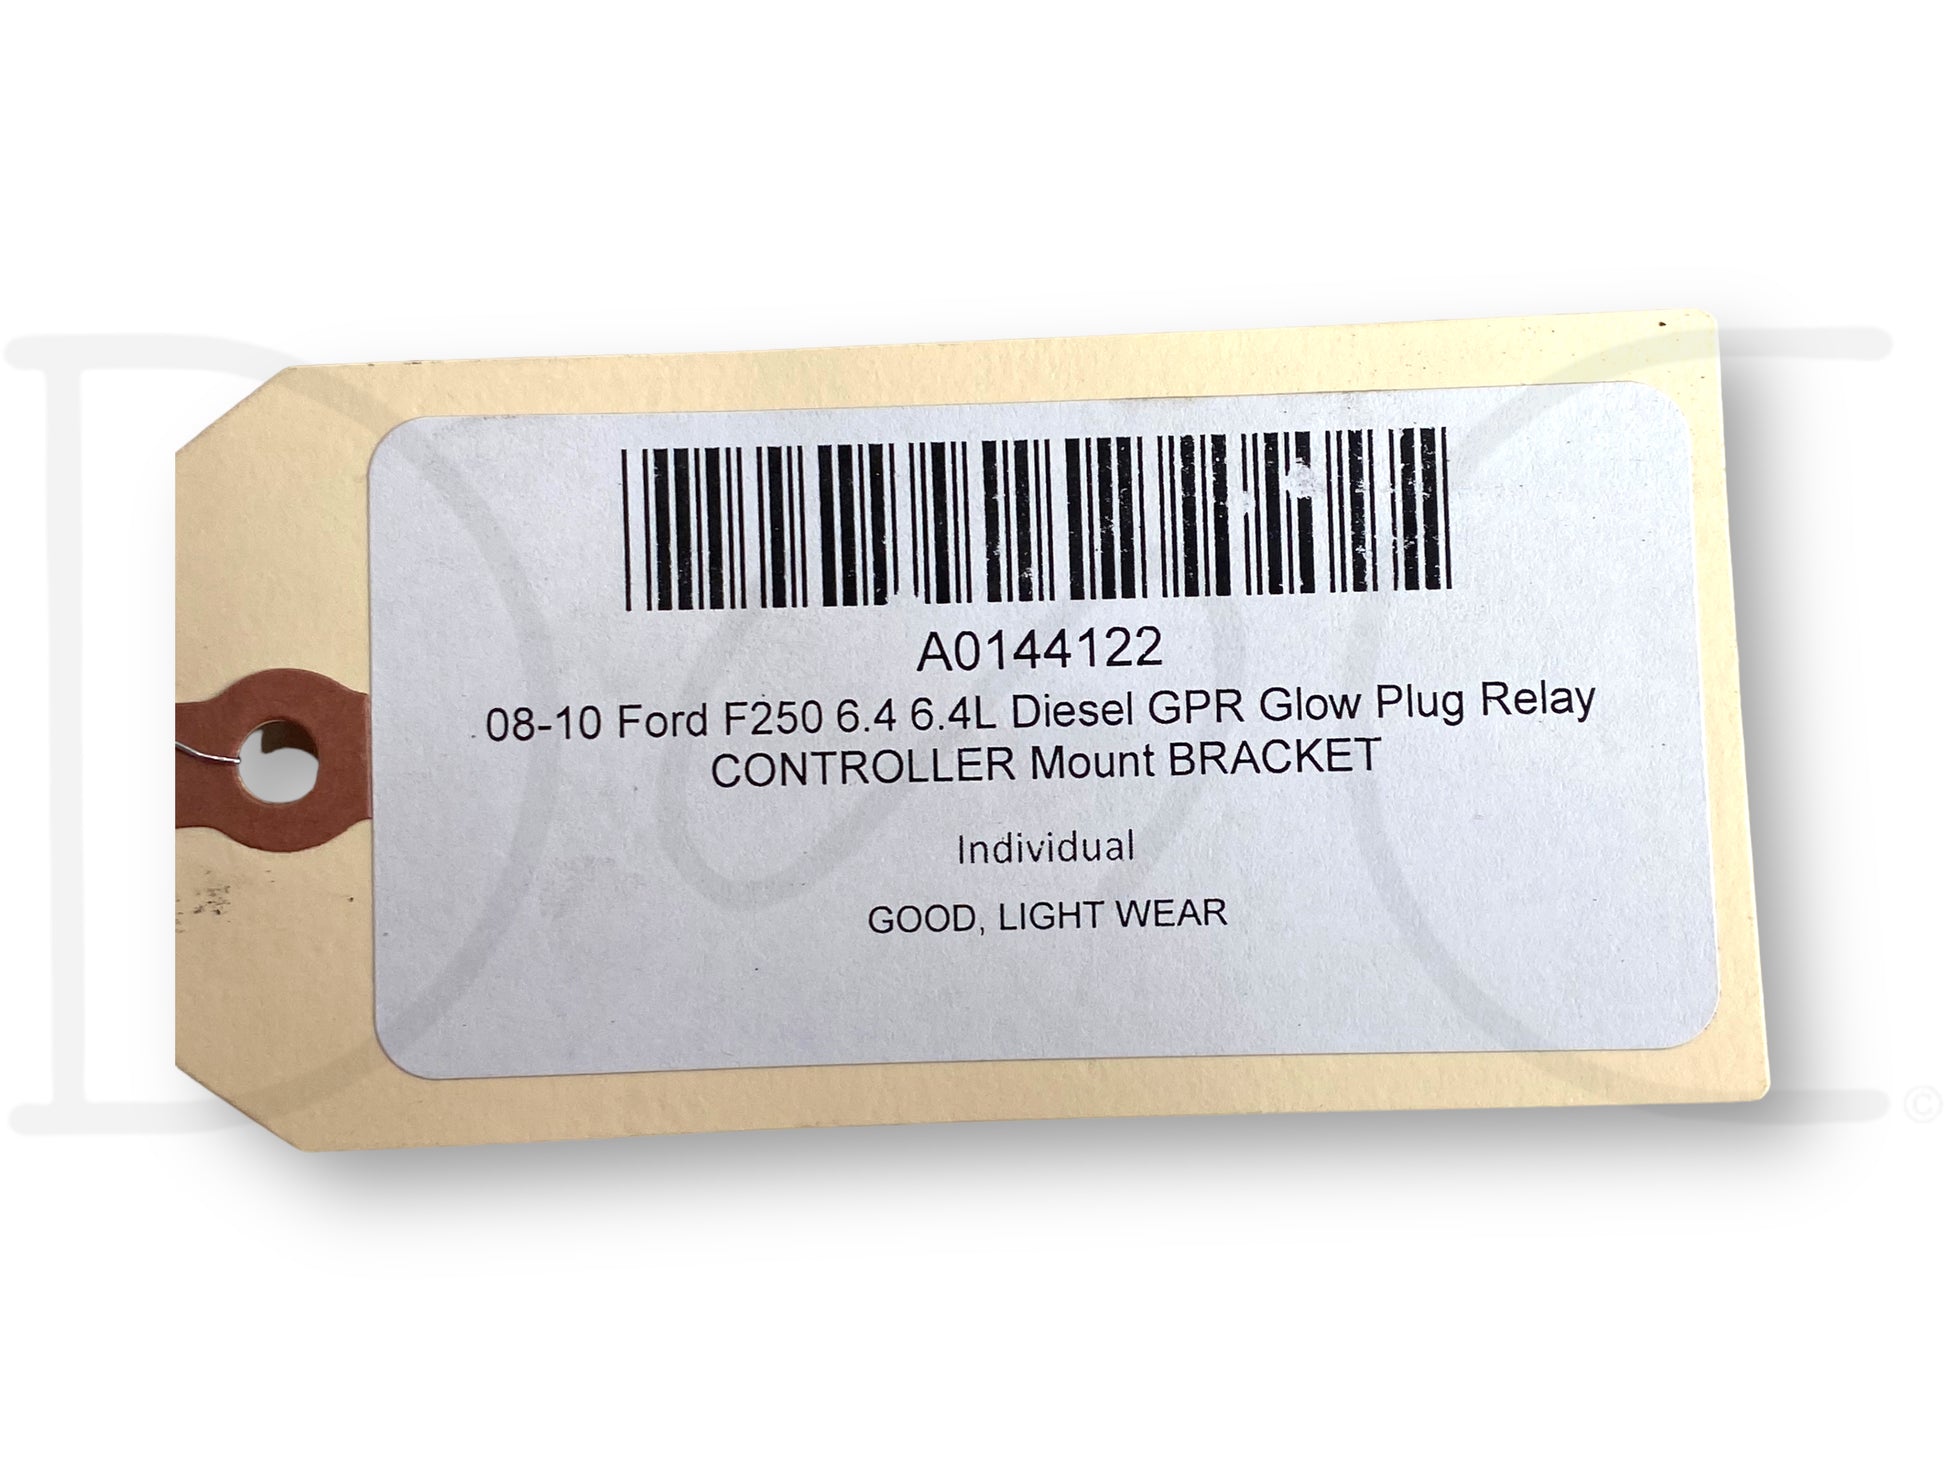 A0144122
08-10 Ford F250 6.4 6.4L Diesel GPR Glow Plug Relay
CONTROLLER Mount BRACKET
Individual
GOOD, LIGHT WEAR
©